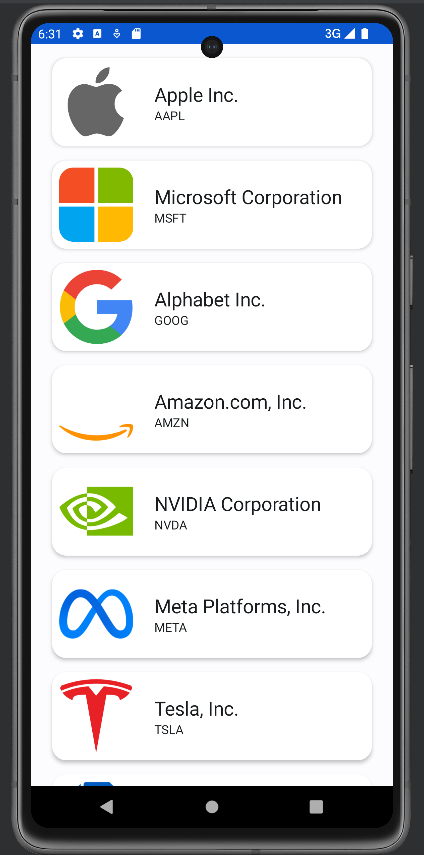 6:31
3G
Apple Inc.
AAPL
Microsoft Corporation
MSFT
Alphabet Inc.
GOOG
Amazon.com, Inc.
AMZN
NVIDIA Corporation
NVDA
Meta Platforms, Inc.
META
Tesla, Inc.
TSLA